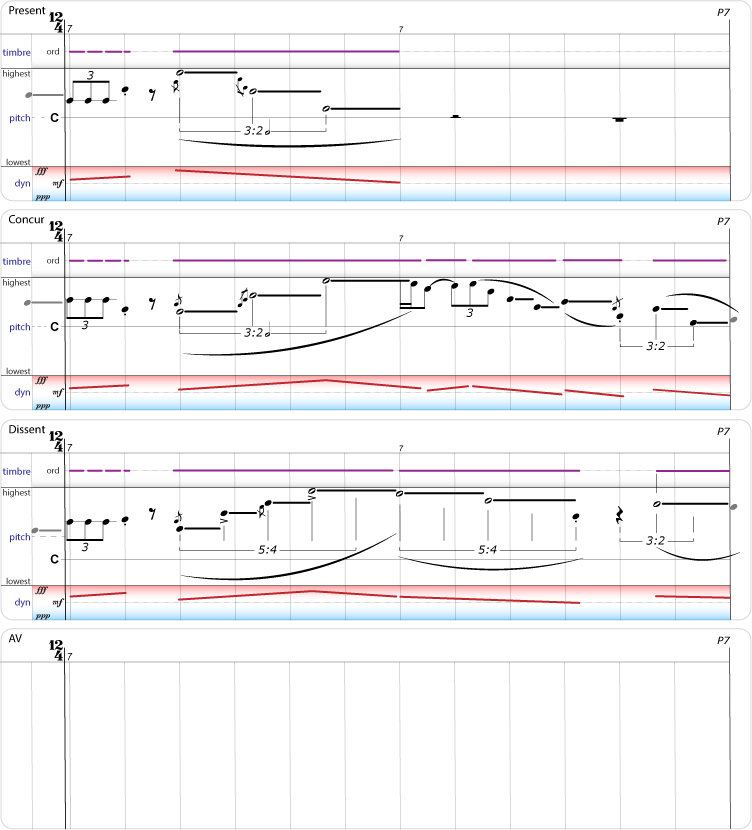 Present P7
12
4 7 7
timbre ord
highest
3
pitch C
3:2
lowest
fff
dyn mf
ppp
Concur P7
12
4 7 7
timbre ord
highest
3 3
pitch C 3:2
3:2
lowest
fff
dyn mf
ppp
Dissent P7
12
4 7
timbre ord
highest
pitch
3 5:4 5:4 3:2
C
lowest
fff
dyn mf
ppp
AV P7
12
4 7